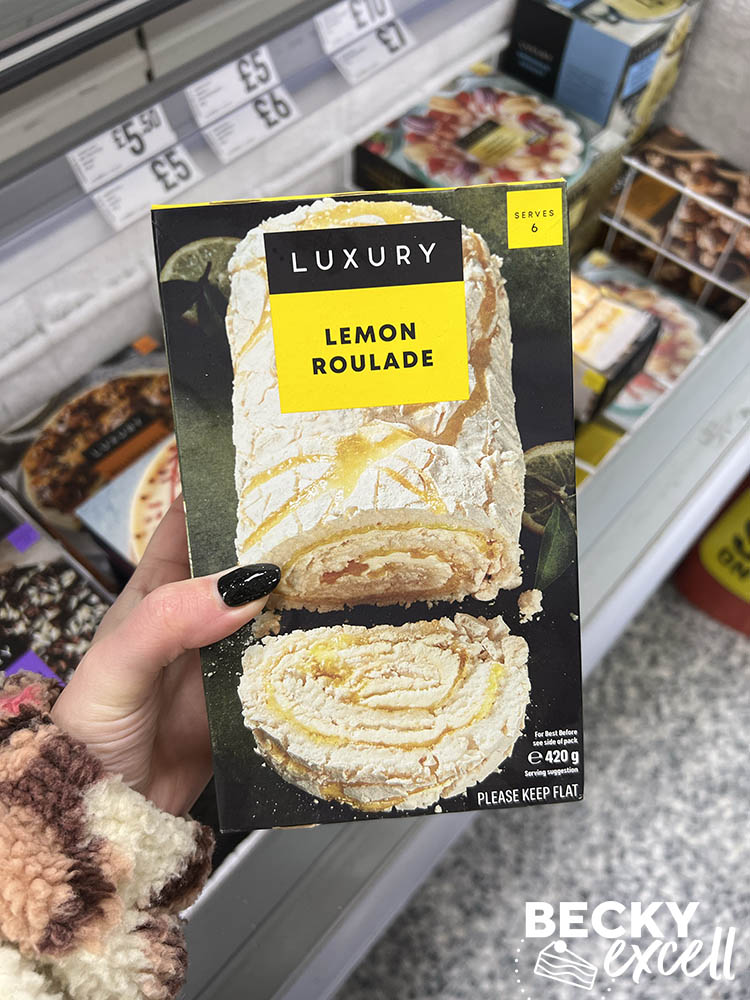 £10
£7
£5
£6
£5.50
£5
LUXURY
LUXURY
SERVES
6
LUXURY
LEMON
ROULADE
LUXURY
For Best Before
see side of pack
e 420 g
Serving suggestion
PLEASE KEEP FLAT
BECKY
excell